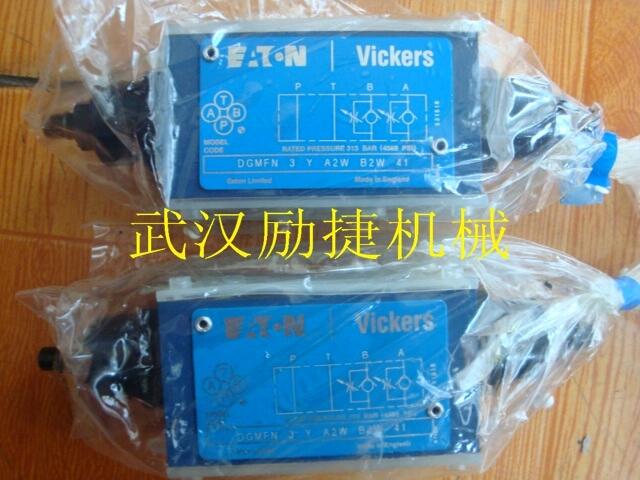 EATON Vickers
P T B A
T
A B
P
MODEL
CODE
RATED PRESSURE 315 BAR (4568 PSI)
DGMFN 3 Y A2W B2W 41
Eaton Limited Made in England
武汉励捷机械
EATON Vickers
P T B A
T
A B
P
DGMFN 3 Y A2W B2W 41